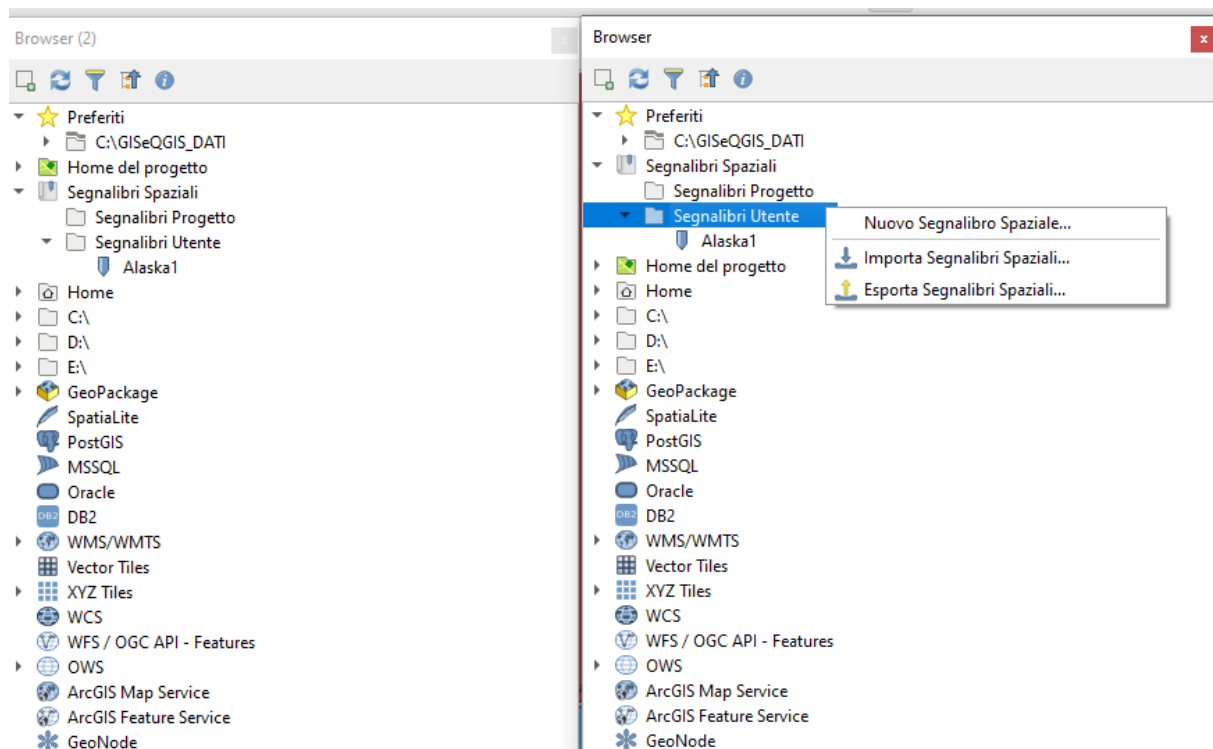 Browser (2)
Preferiti
C:\GISeQGIS_DATI
Home del progetto
Segnalibri Spaziali
Segnalibri Progetto
Segnalibri Utente
Alaska1
Home
C:\
D:\
E:\
GeoPackage
SpatiaLite
PostGIS
MSSQL
Oracle
DB2 DB2
WMS/WMTS
Vector Tiles
XYZ Tiles
WCS
WFS / OGC API - Features
OWS
ArcGIS Map Service
ArcGIS Feature Service
GeoNode
Browser x
Preferiti
C:\GISeQGIS_DATI
Segnalibri Spaziali
Segnalibri Progetto
Segnalibri Utente
Alaska1
Home del progetto
Home
C:\
D:\
E:\
GeoPackage
SpatiaLite
PostGIS
MSSQL
Oracle
DB2 DB2
WMS/WMTS
Vector Tiles
XYZ Tiles
WCS
WFS / OGC API - Features
OWS
ArcGIS Map Service
ArcGIS Feature Service
GeoNode
Nuovo Segnalibro Spaziale...
Importa Segnalibri Spaziali...
Esporta Segnalibri Spaziali...